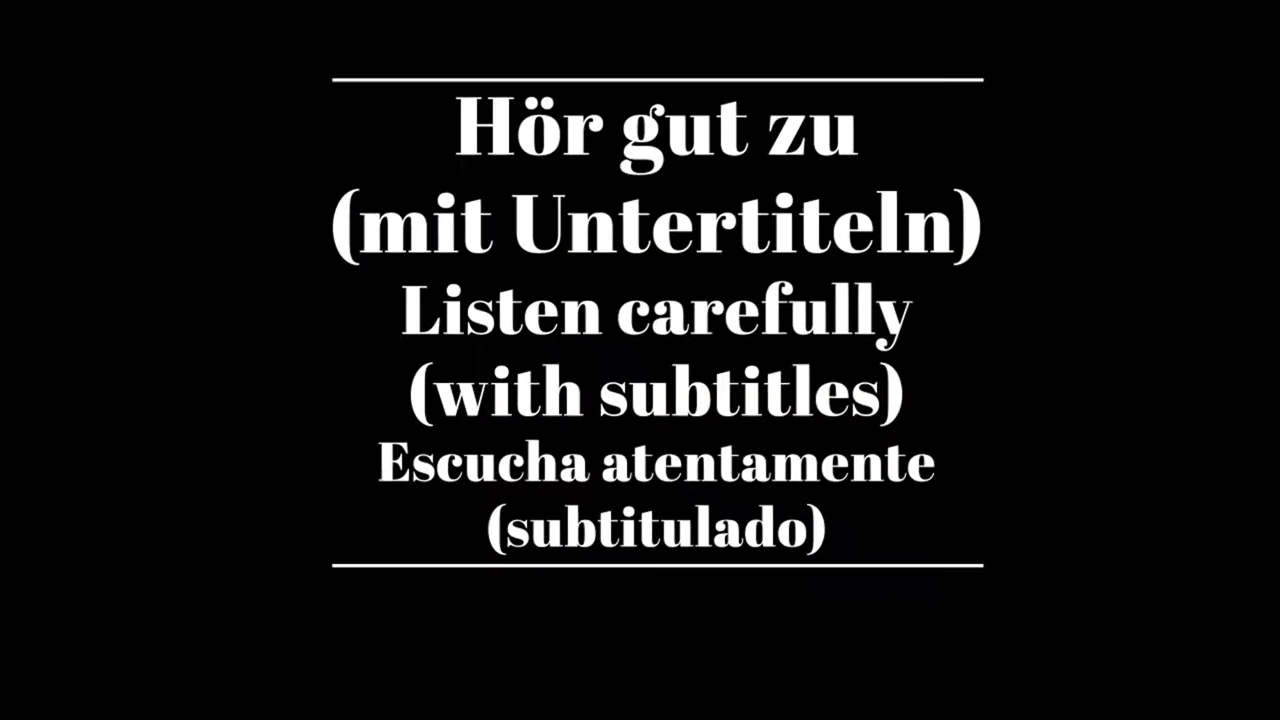 Hör gut zu
(mit Untertiteln)
Listen carefully
(with subtitles)
Escucha atentamente
(subtitulado)